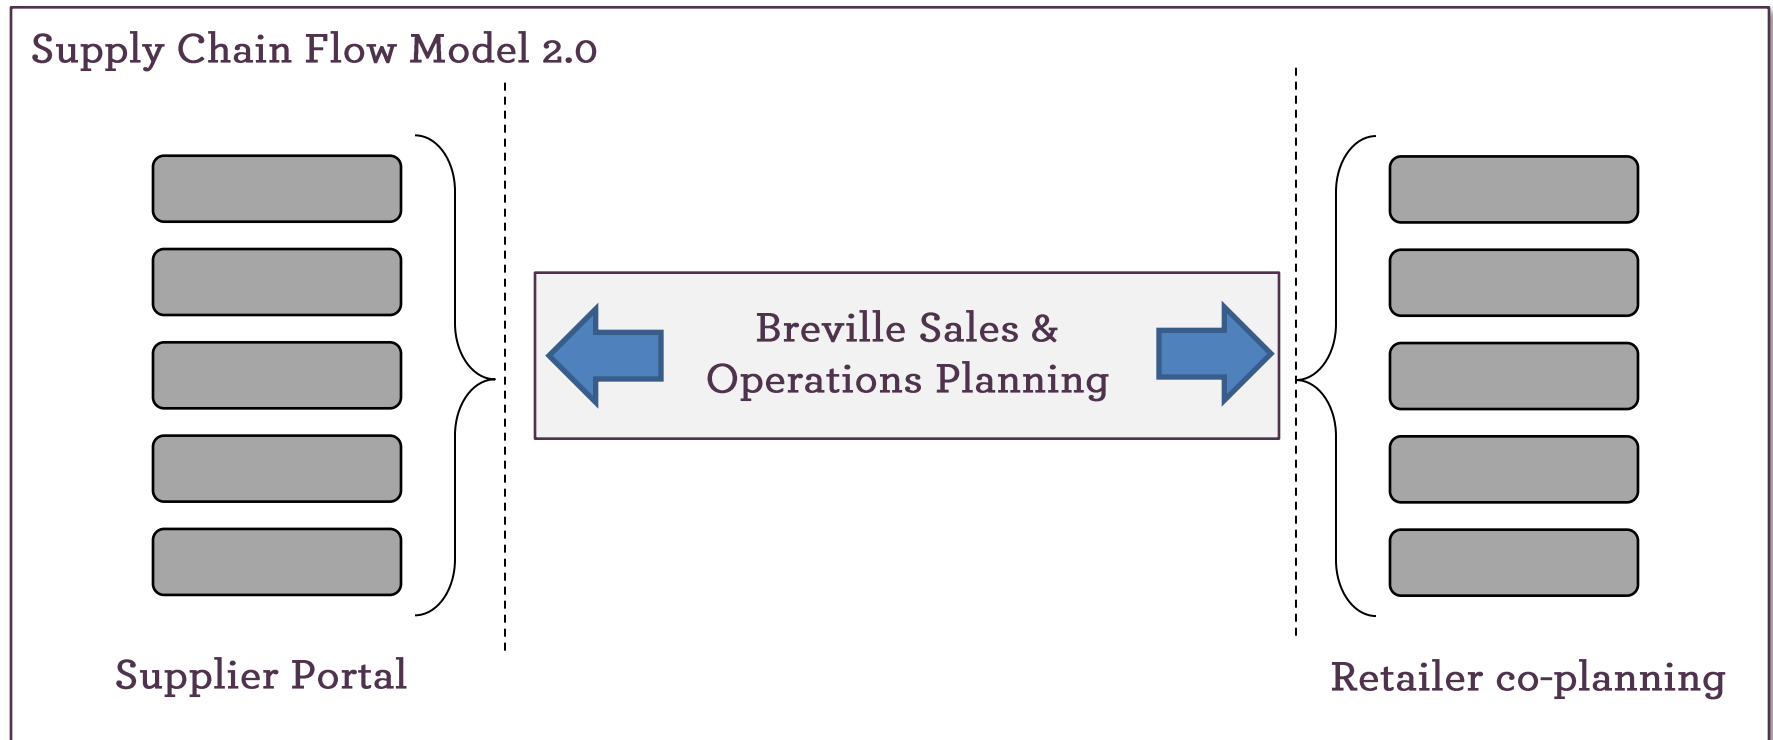 Supply Chain Flow Model 2.0
Breville Sales &
Operations Planning
Supplier Portal
Retailer co-planning